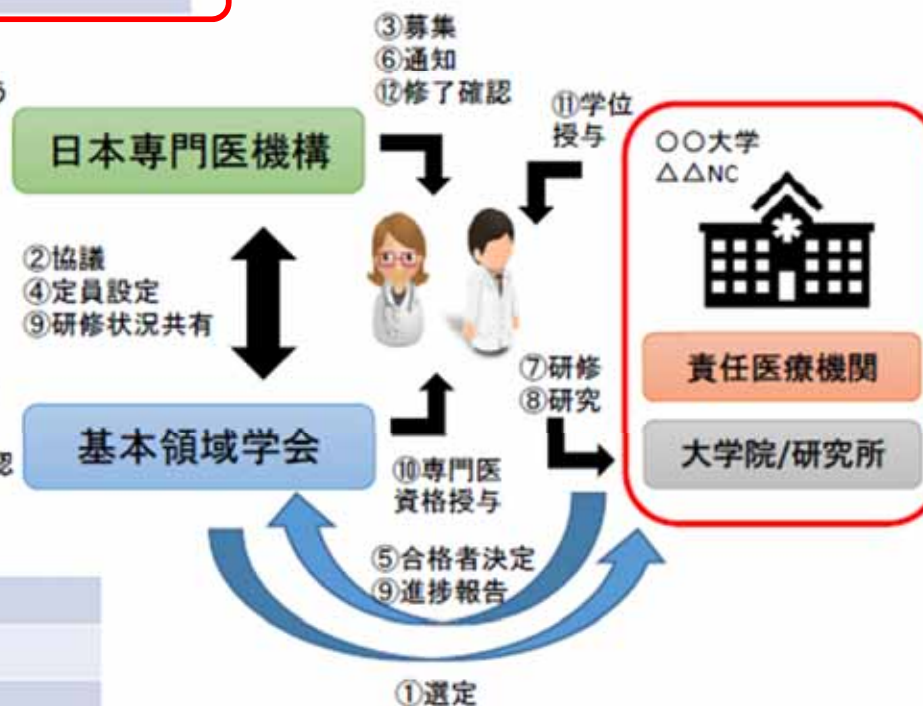 ③募集
⑥通知
⑫修了確認
う
日本専門医機構
⑪学位
授与
〇〇大学
△△NC
②協議
④定員設定
⑨研修状況共有
責任医療機関
⑦研修
⑧研究
基本領域学会
大学院/研究所
認
⑩専門医
資格授与
⑤合格者決定
⑨進捗報告
①選定